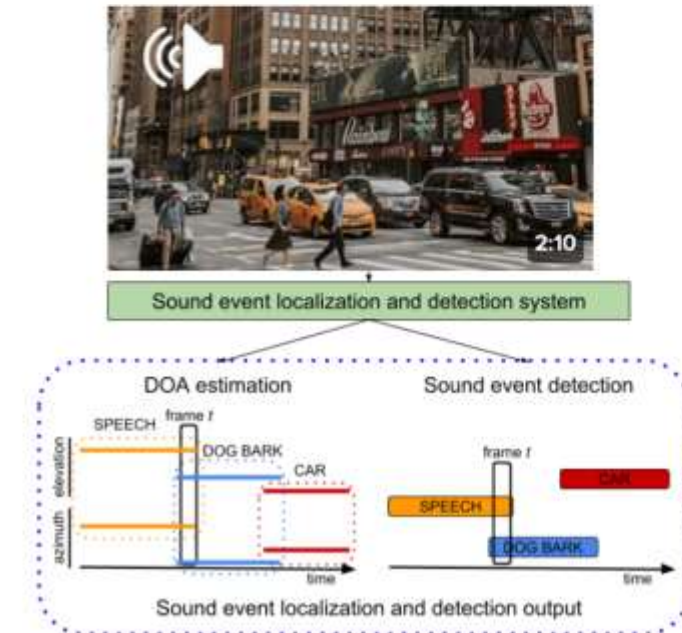 2:10
Sound event localization and detection system
DOA estimation
Sound event detection
SPEECH
frame t
DOG BARK
CAR
elevation
azimuth
time
frame t
CAR
SPEECH
DOG BARK
time
Sound event localization and detection output